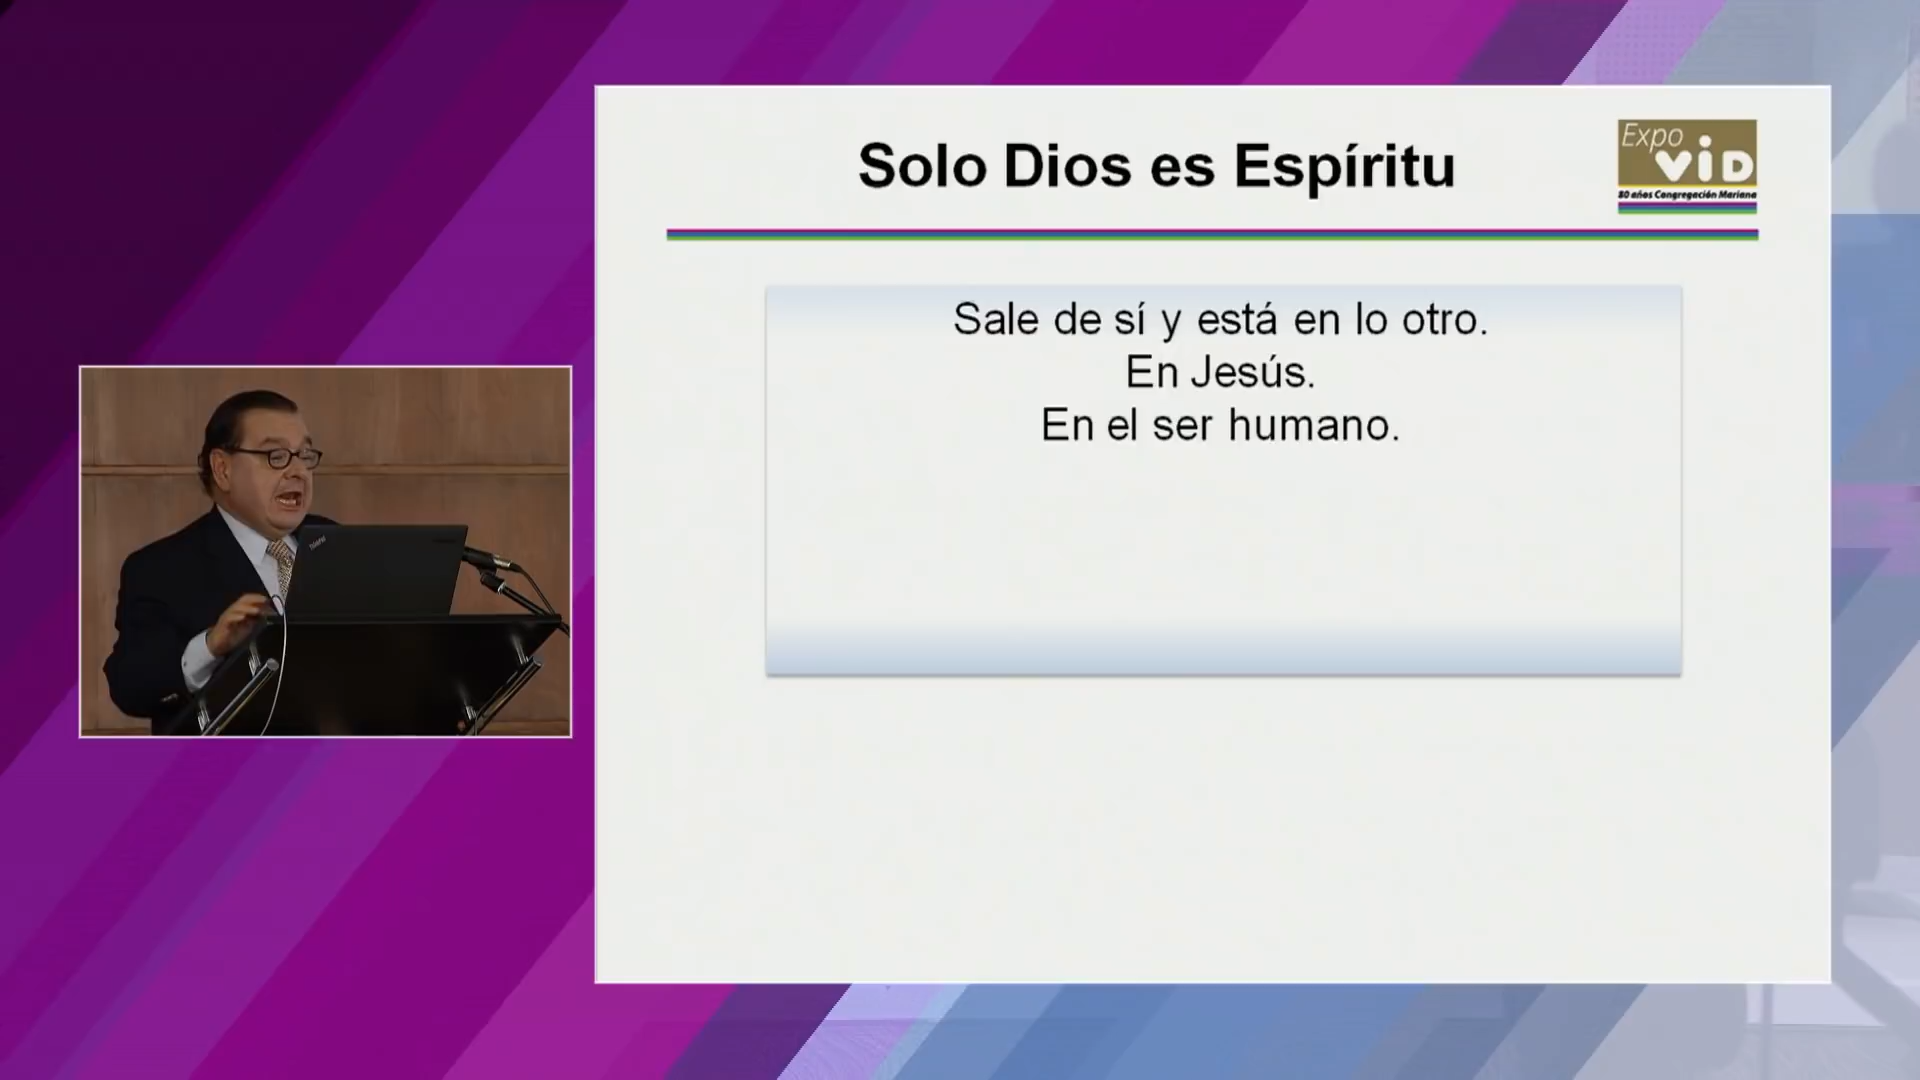 Solo Dios es Espíritu
Expo
ViD
80 años Congregación Mariana
Sale de sí y está en lo otro.
En Jesús.
En el ser humano.
ThinkPad